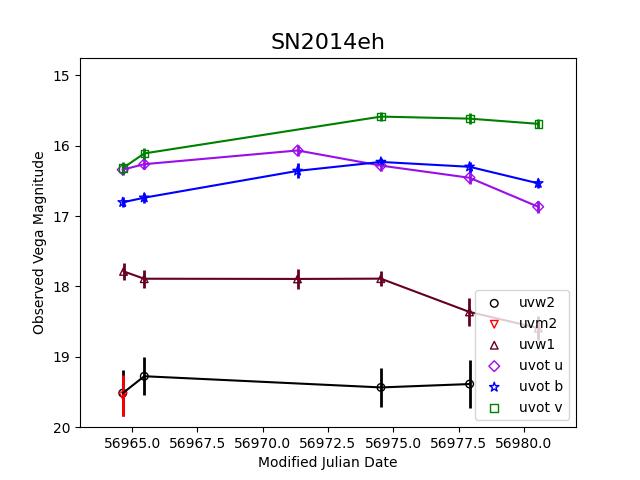 SN2014eh
Observed Vega Magnitude
15
16
17
18
19
20
56965.0 56967.5 56970.0 56972.5 56975.0 56977.5 56980.0
Modified Julian Date
uvw2
uvm2
uvw1
uvot u
uvot b
uvot v